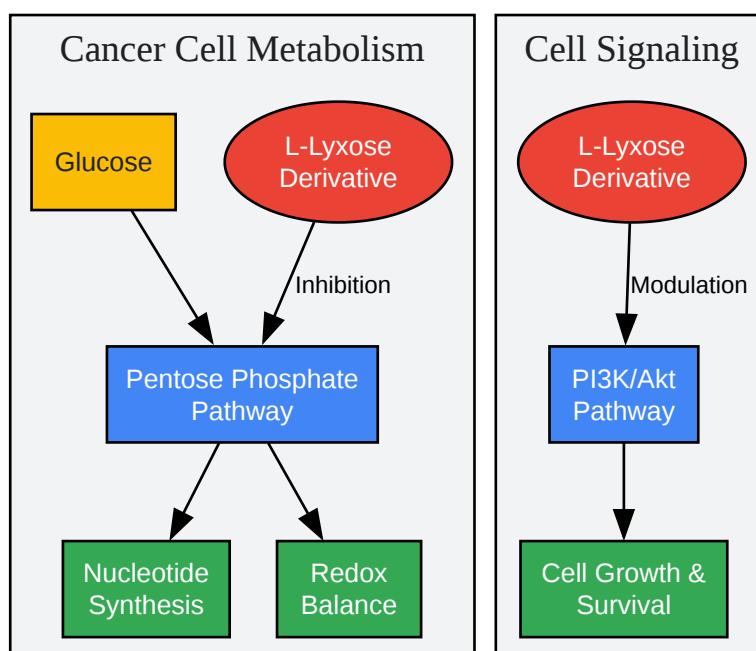 Cancer Cell Metabolism
Glucose
L-Lyxose
Derivative
Inhibition
Pentose Phosphate
Pathway
Nucleotide
Synthesis
Redox
Balance
Cell Signaling
L-Lyxose
Derivative
Modulation
PI3K/Akt
Pathway
Cell Growth &
Survival